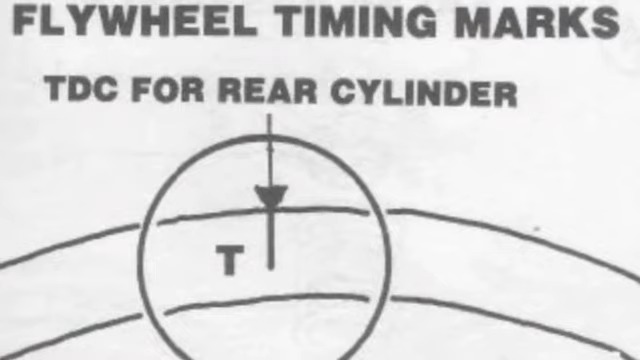 FLYWHEEL TIMING MARKS
TDC FOR REAR CYLINDER
T